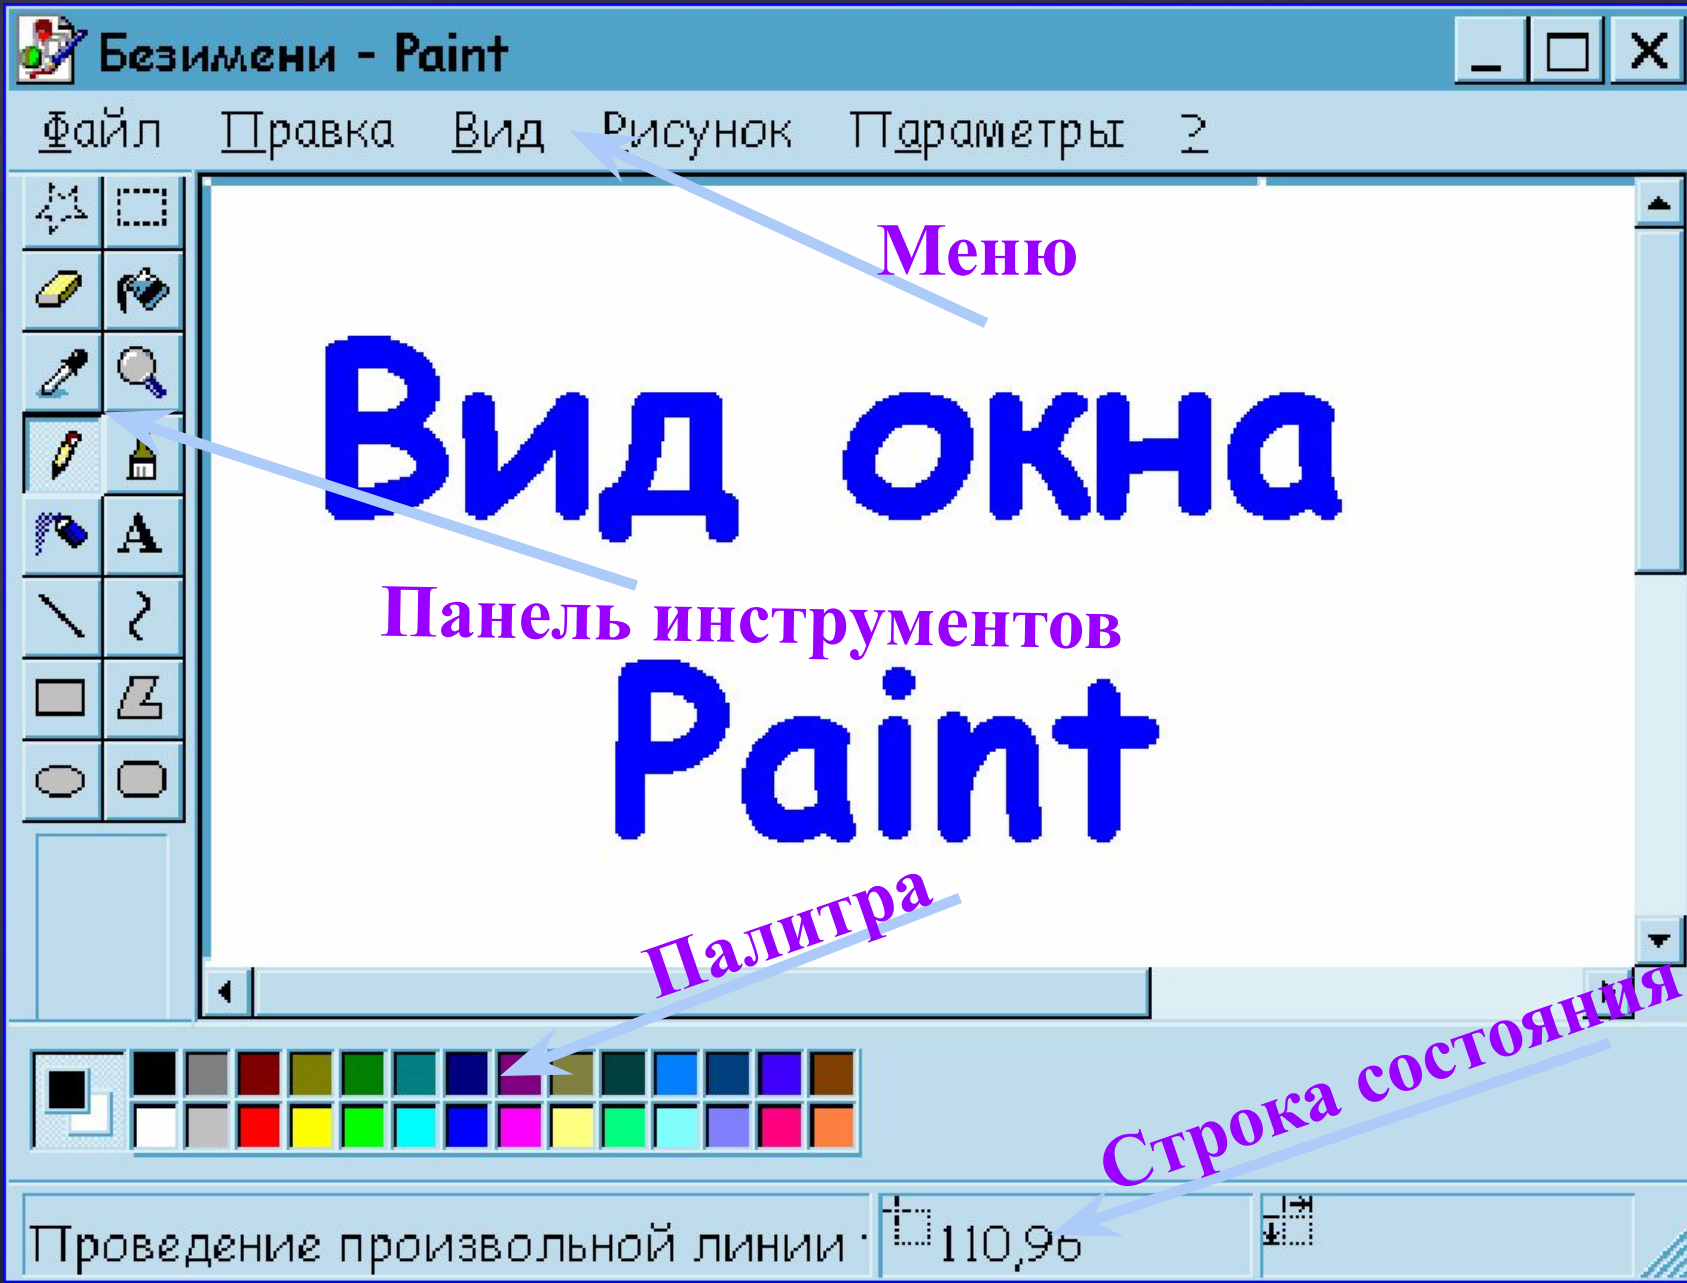 Безимени - Paint
Файл Правка Вид Рисунок Параметры ?
Меню
Вид окна
Панель инструментов
Paint
Палитра
Строка состояния
A
Проведение произвольной линии
110,96